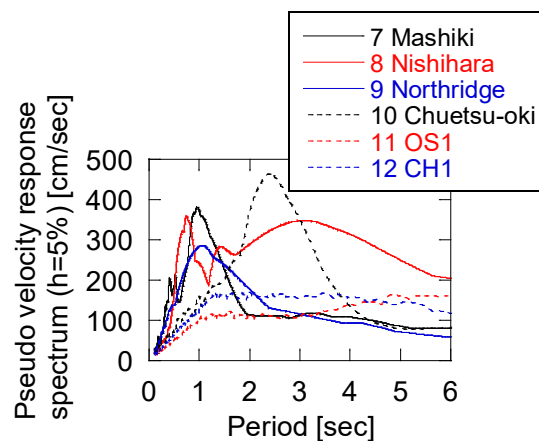 7 Mashiki
8 Nishihara
9 Northridge
10 Chuetsu-oki
11 OS1
12 CH1
Pseudo velocity response
spectrum (h=5%) [cm/sec]
500
400
300
200
100
0
0 1 2 3 4 5 6
Period [sec]